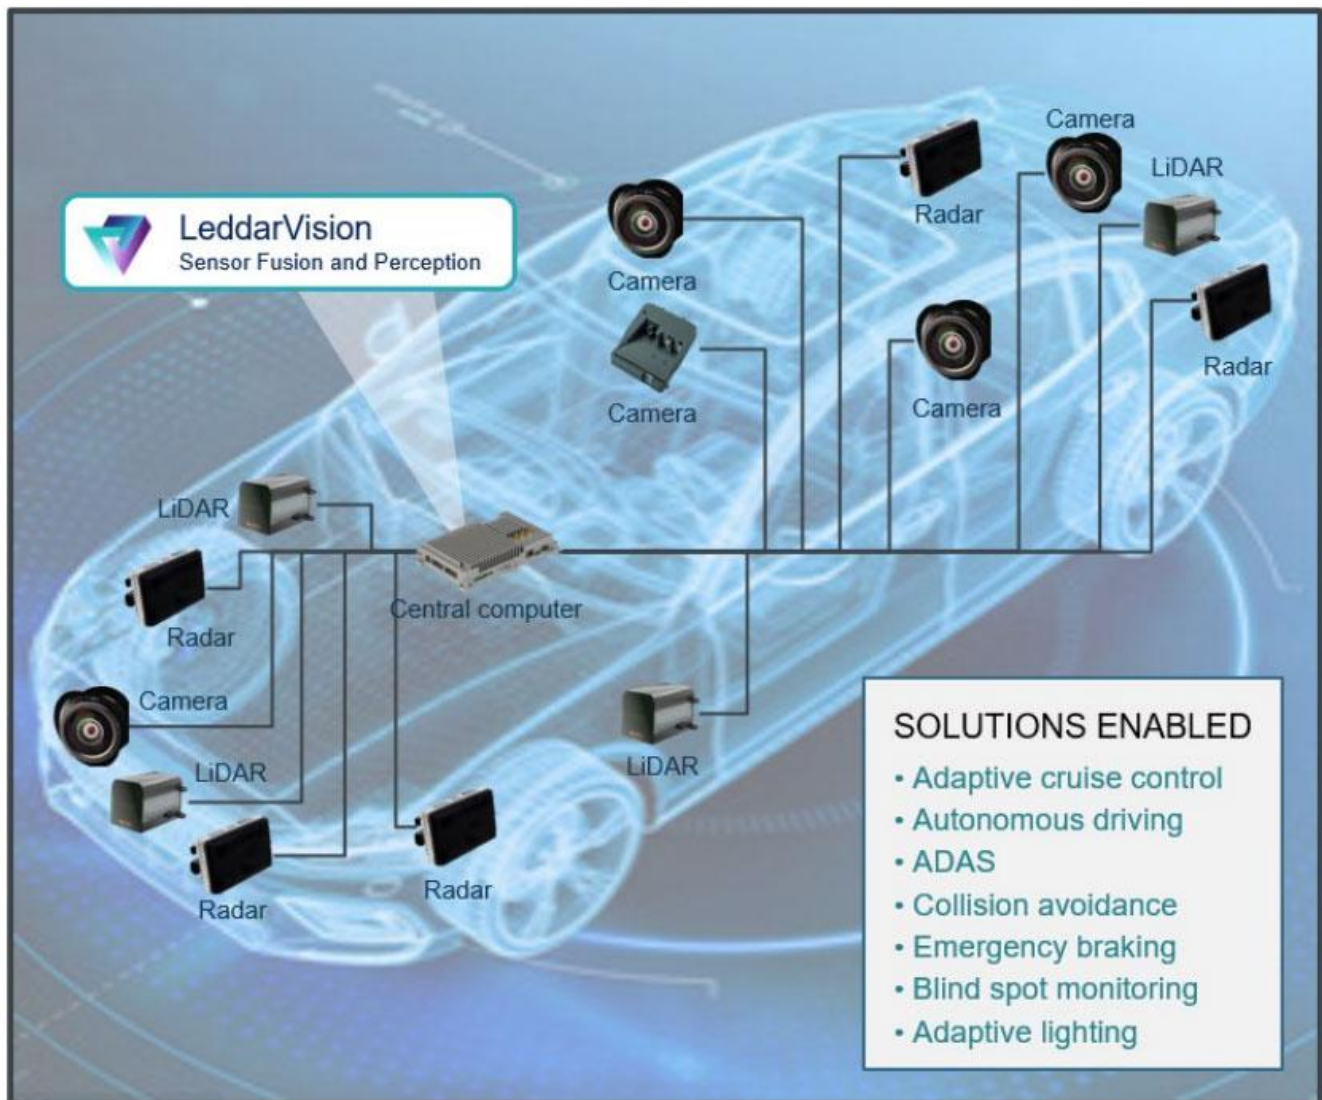 Camera
LiDAR
Radar
LeddarVision
Sensor Fusion and Perception
Camera
Radar
Camera
Camera
LiDAR
Central computer
Radar
Camera
LiDAR
LiDAR
Radar
Radar
SOLUTIONS ENABLED
• Adaptive cruise control
• Autonomous driving
• ADAS
• Collision avoidance
• Emergency braking
• Blind spot monitoring
• Adaptive lighting